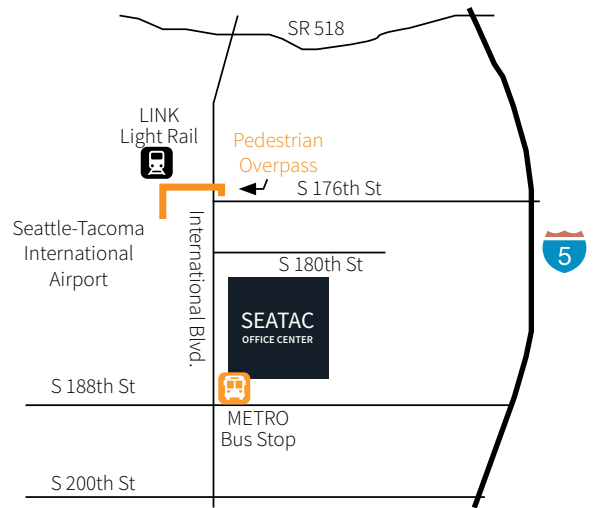 SR 518
LINK
Light Rail
Pedestrian
Overpass
S 176th St
Seattle-Tacoma
International
Airport
International Blvd.
5
S 180th St
SEATAC
OFFICE CENTER
S 188th St
METRO
Bus Stop
S 200th St